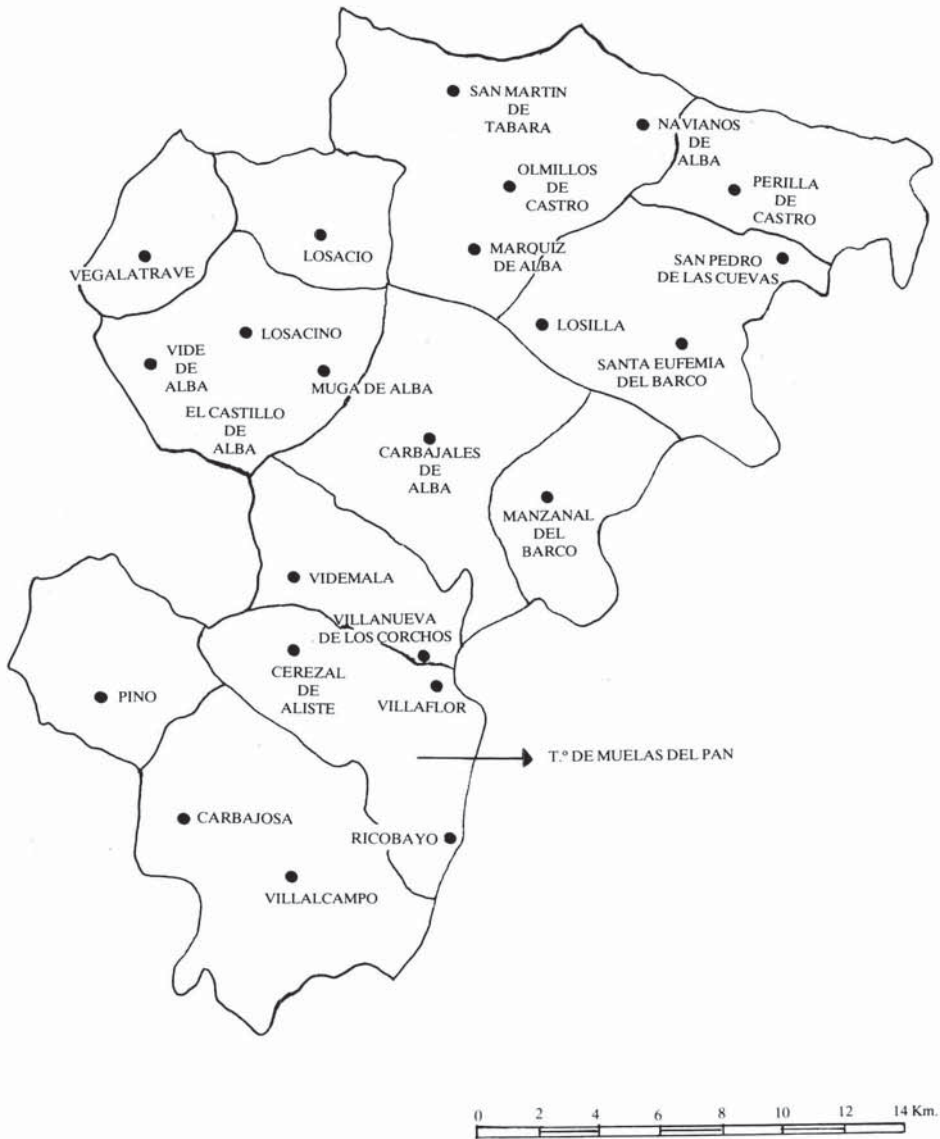 SAN MARTIN
DE
TABARA
NAVIANOS
DE
ALBA
OLMILLOS
DE
CASTRO
PERILLA
DE
CASTRO
MARQUIZ
DE ALBA
SAN PEDRO
DE LAS CUEVAS
LOSACIO
VEGALATRAVE
LOSACINO
LOSILLA
VIDE
DE
ALBA
SANTA EUFEMIA
DEL BARCO
MUGA DE ALBA
EL CASTILLO
DE
ALBA
CARBAJALES
DE
ALBA
MANZANAL
DEL
BARCO
VIDEMALA
VILLANUEVA
DE LOS CORCHOS
CEREZAL
DE
ALISTE
PINO
VILLAFLOR
T.º DE MUELAS DEL PAN
CARBAJOSA
RICOBAYO
VILLALCAMPO
0 2 4 6 8 10 12 14 Km.